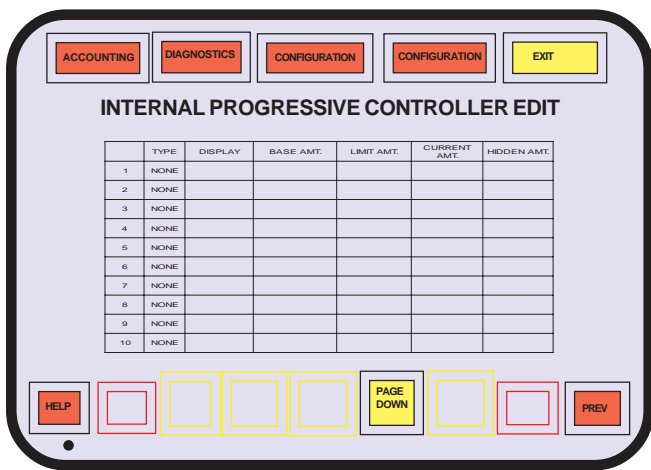 ACCOUNTING DIAGNOSTICS CONFIGURATION CONFIGURATION EXIT
INTERNAL PROGRESSIVE CONTROLLER EDIT
TYPE DISPLAY BASE AMT. LIMIT AMT. CURRENT AMT. HIDDEN AMT.
1 NONE
2 NONE
3 NONE
4 NONE
5 NONE
6 NONE
7 NONE
8 NONE
9 NONE
10 NONE
HELP
PAGE
DOWN
PREV